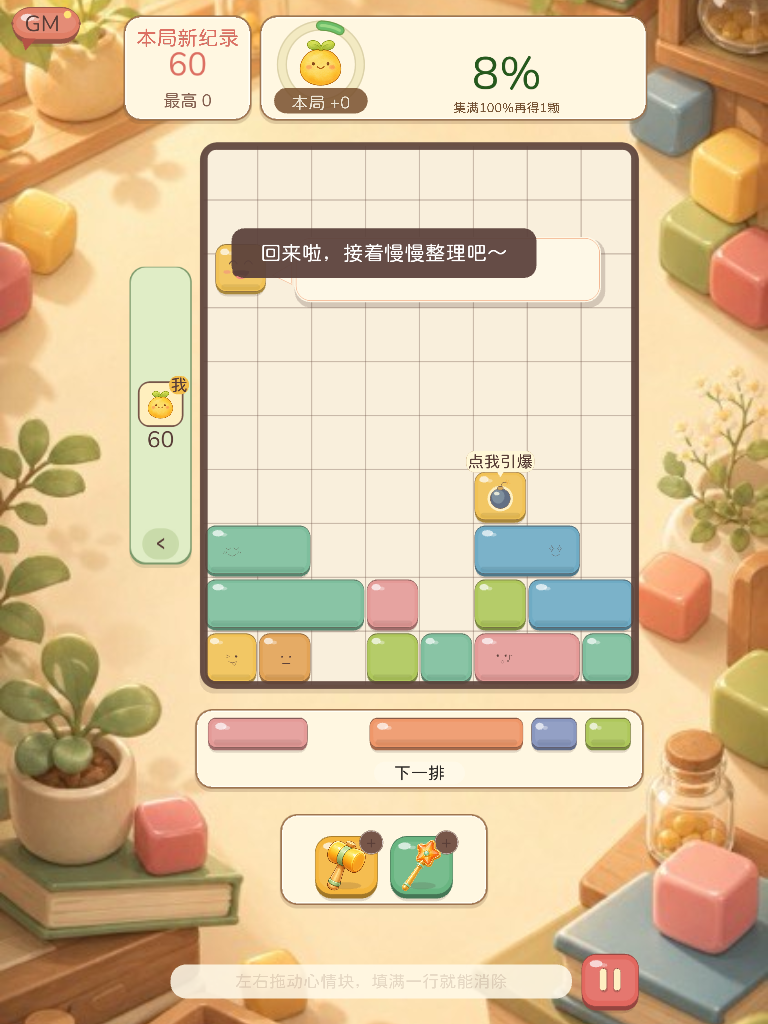 GM
本局新纪录
60
最高 0
本局 +0
8%
集满100%再得1颗
回来啦，接着慢慢整理吧～
我
60
<
点我引爆
下一排
+
+
左右拖动心情块，填满一行就能消除